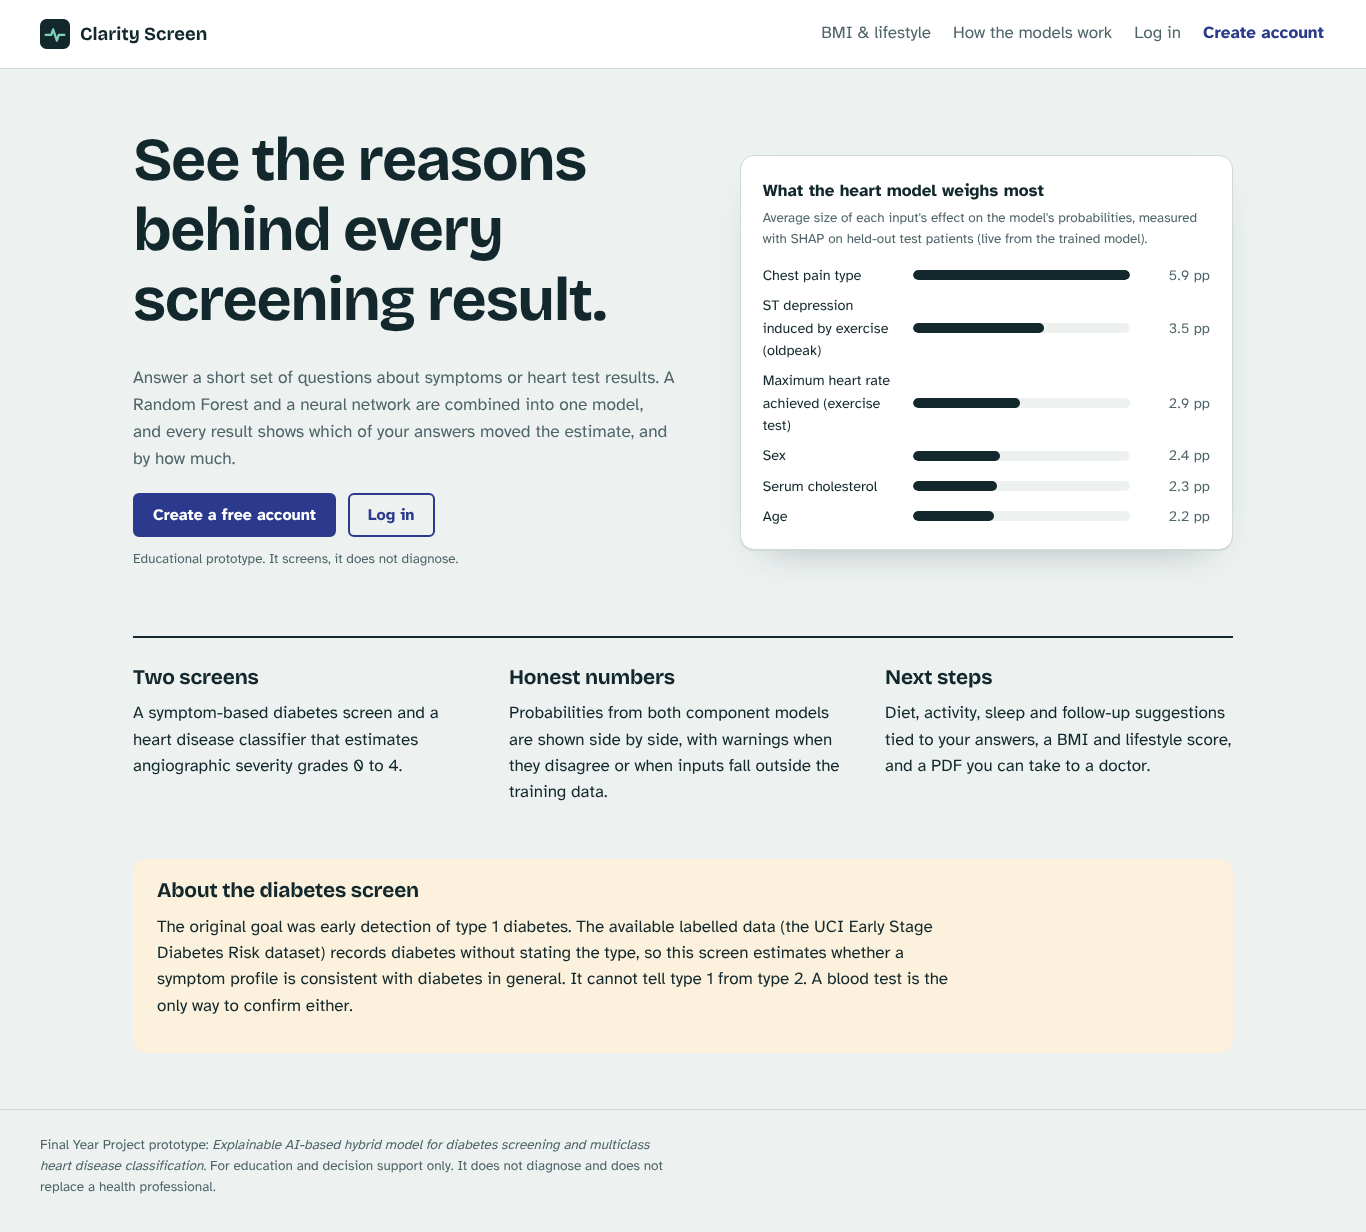 Clarity Screen
BMI & lifestyle
How the models work
Log in
Create account
See the reasons
behind every
screening result.
Answer a short set of questions about symptoms or heart test results. A
Random Forest and a neural network are combined into one model,
and every result shows which of your answers moved the estimate, and
by how much.
Create a free account
Log in
Educational prototype. It screens, it does not diagnose.
What the heart model weighs most
Average size of each input's effect on the model's probabilities, measured
with SHAP on held-out test patients (live from the trained model).
Chest pain type 5.9 pp
ST depression
induced by exercise 3.5 pp
(oldpeak)
Maximum heart rate
achieved (exercise 2.9 pp
test)
Sex 2.4 pp
Serum cholesterol 2.3 pp
Age 2.2 pp
Two screens
A symptom-based diabetes screen and a
heart disease classifier that estimates
angiographic severity grades 0 to 4.
Honest numbers
Probabilities from both component models
are shown side by side, with warnings when
they disagree or when inputs fall outside the
training data.
Next steps
Diet, activity, sleep and follow-up suggestions
tied to your answers, a BMI and lifestyle score,
and a PDF you can take to a doctor.
About the diabetes screen
The original goal was early detection of type 1 diabetes. The available labelled data (the UCI Early Stage
Diabetes Risk dataset) records diabetes without stating the type, so this screen estimates whether a
symptom profile is consistent with diabetes in general. It cannot tell type 1 from type 2. A blood test is the
only way to confirm either.
Final Year Project prototype: Explainable AI-based hybrid model for diabetes screening and multiclass
heart disease classification. For education and decision support only. It does not diagnose and does not
replace a health professional.